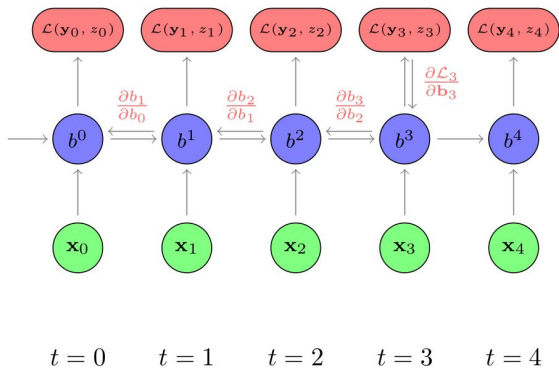 ℒ(y₀, z₀) ℒ(y₁, z₁) ℒ(y₂, z₂) ℒ(y₃, z₃) ℒ(y₄, z₄)
∂b₁/∂b₀ ∂b₂/∂b₁ ∂b₃/∂b₂ ∂ℒ₃/∂b₃
b⁰ b¹ b² b³ b⁴
x₀ x₁ x₂ x₃ x₄
t = 0 t = 1 t = 2 t = 3 t = 4